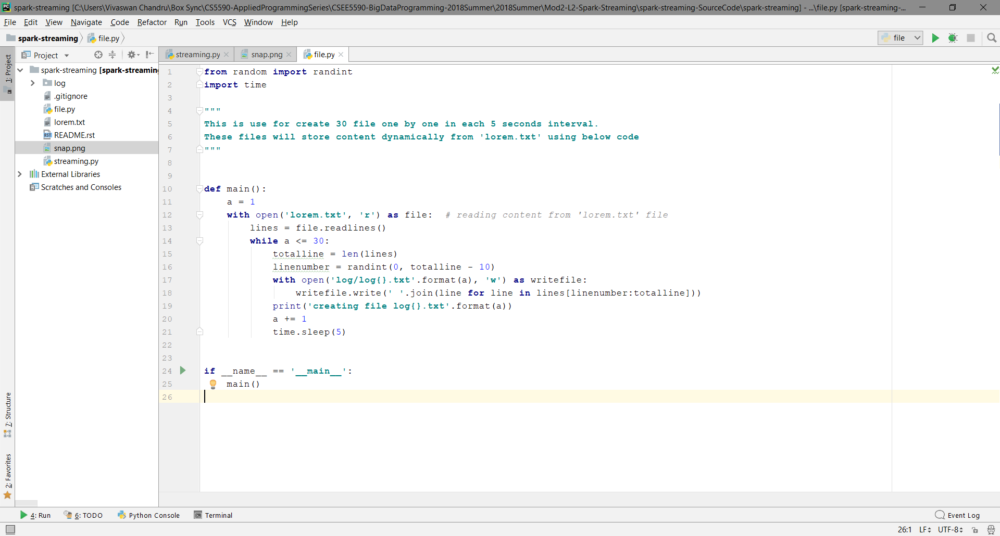 spark-streaming [C:\Users\Vivaswan Chandru\Box Sync\CS5590-AppliedProgrammingSeries\CSEE5590-BigDataProgramming-2018Summer\2018Summer\Mod2-L2-Spark-Streaming\spark-streaming-SourceCode\spark-streaming] - ...\file.py [spark-streaming-...
File Edit View Navigate Code Refactor Run Tools VCS Window Help
spark-streaming file.py file
1: Project
Project
streaming.py snap.png file.py
spark-streaming [spark-streaming
log
.gitignore
file.py
lorem.txt
README.rst
snap.png
streaming.py
External Libraries
Scratches and Consoles
1 from random import randint
2 import time
3
4 """
5 This is use for create 30 file one by one in each 5 seconds interval.
6 These files will store content dynamically from 'lorem.txt' using below code
7 """
8
9
10 def main():
11 a = 1
12 with open('lorem.txt', 'r') as file: # reading content from 'lorem.txt' file
13 lines = file.readlines()
14 while a <= 30:
15 totalline = len(lines)
16 linenumber = randint(0, totalline - 10)
17 with open('log/log{}.txt'.format(a), 'w') as writefile:
18 writefile.write(' '.join(line for line in lines[linenumber:totalline]))
19 print('creating file log{}.txt'.format(a))
20 a += 1
21 time.sleep(5)
22
23
24 if __name__ == '__main__':
25 main()
26
7: Structure
2: Favorites
4: Run 6: TODO Python Console Terminal Event Log
26:1 LF UTF-8